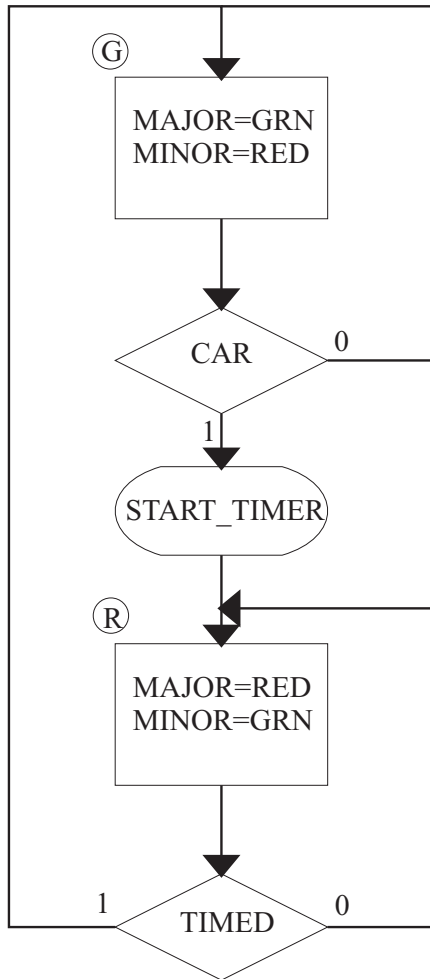 G
MAJOR=GRN
MINOR=RED
CAR
0
1
START_TIMER
R
MAJOR=RED
MINOR=GRN
1
TIMED
0